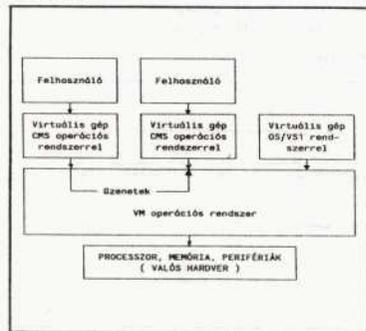 Felhasználó
Felhasználó
Virtuális gép
CMS operációs
rendszerrel
Virtuális gép
CMS operációs
rendszerrel
Virtuális gép
OS/VS1 rend-
szerrel
Üzenetek
VM operációs rendszer
PROCESSZOR, MEMÓRIA, PERIFÉRIÁK
( VALÓS HARDVER )